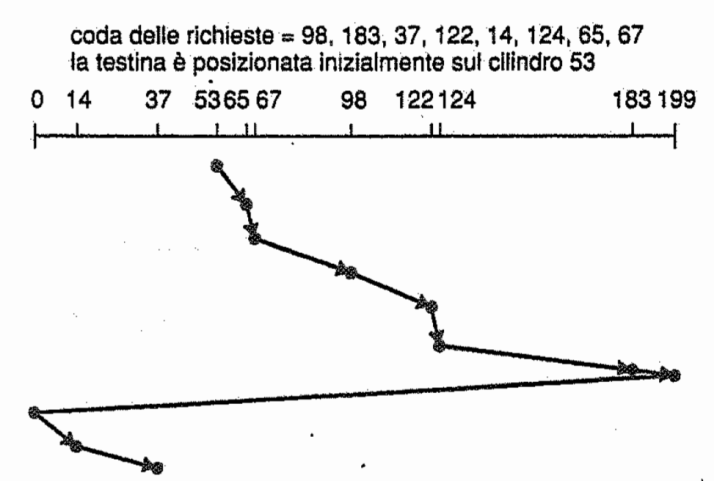 coda delle richieste = 98, 183, 37, 122, 14, 124, 65, 67
la testina è posizionata inizialmente sul cilindro 53
0 14 37 53 65 67 98 122 124 183 199